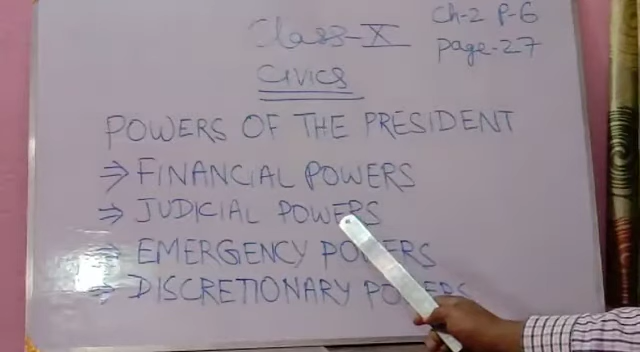 Class-X
Ch-2 P-6
page-27
CIVICS
POWERS OF THE PRESIDENT
⇒ FINANCIAL POWERS
⇒ JUDICIAL POWERS
⇒ EMERGENCY POWERS
⇒ DISCRETIONARY POWERS